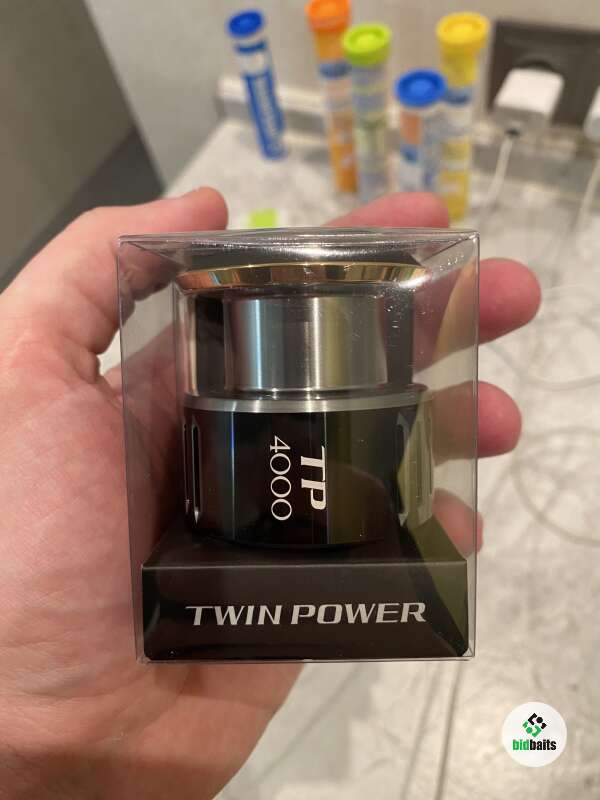 TP
4000
TWIN POWER
bidbaits